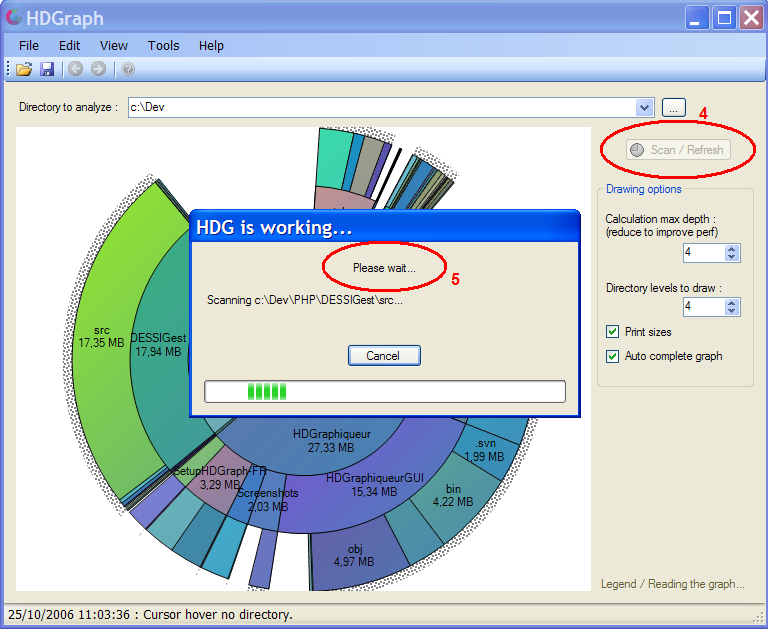 HDGraph
File Edit View Tools Help
Directory to analyze : c:\Dev ...
4
Scan / Refresh
Drawing options
Calculation max depth :
(reduce to improve perf)
4
Directory levels to draw :
4
Print sizes
Auto complete graph
HDG is working...
Please wait...
5
Scanning c:\Dev\PHP\DESSIGest\src...
Cancel
src
17,35 MB
DESSIGest
17,94 MB
HDGraphiqueur
27,33 MB
.svn
1,99 MB
SetupHDGraph-FR
3,29 MB
HDGraphiqueurGUI
15,34 MB
Screenshots
2,03 MB
bin
4,22 MB
obj
4,97 MB
Legend / Reading the graph...
25/10/2006 11:03:36 : Cursor hover no directory.